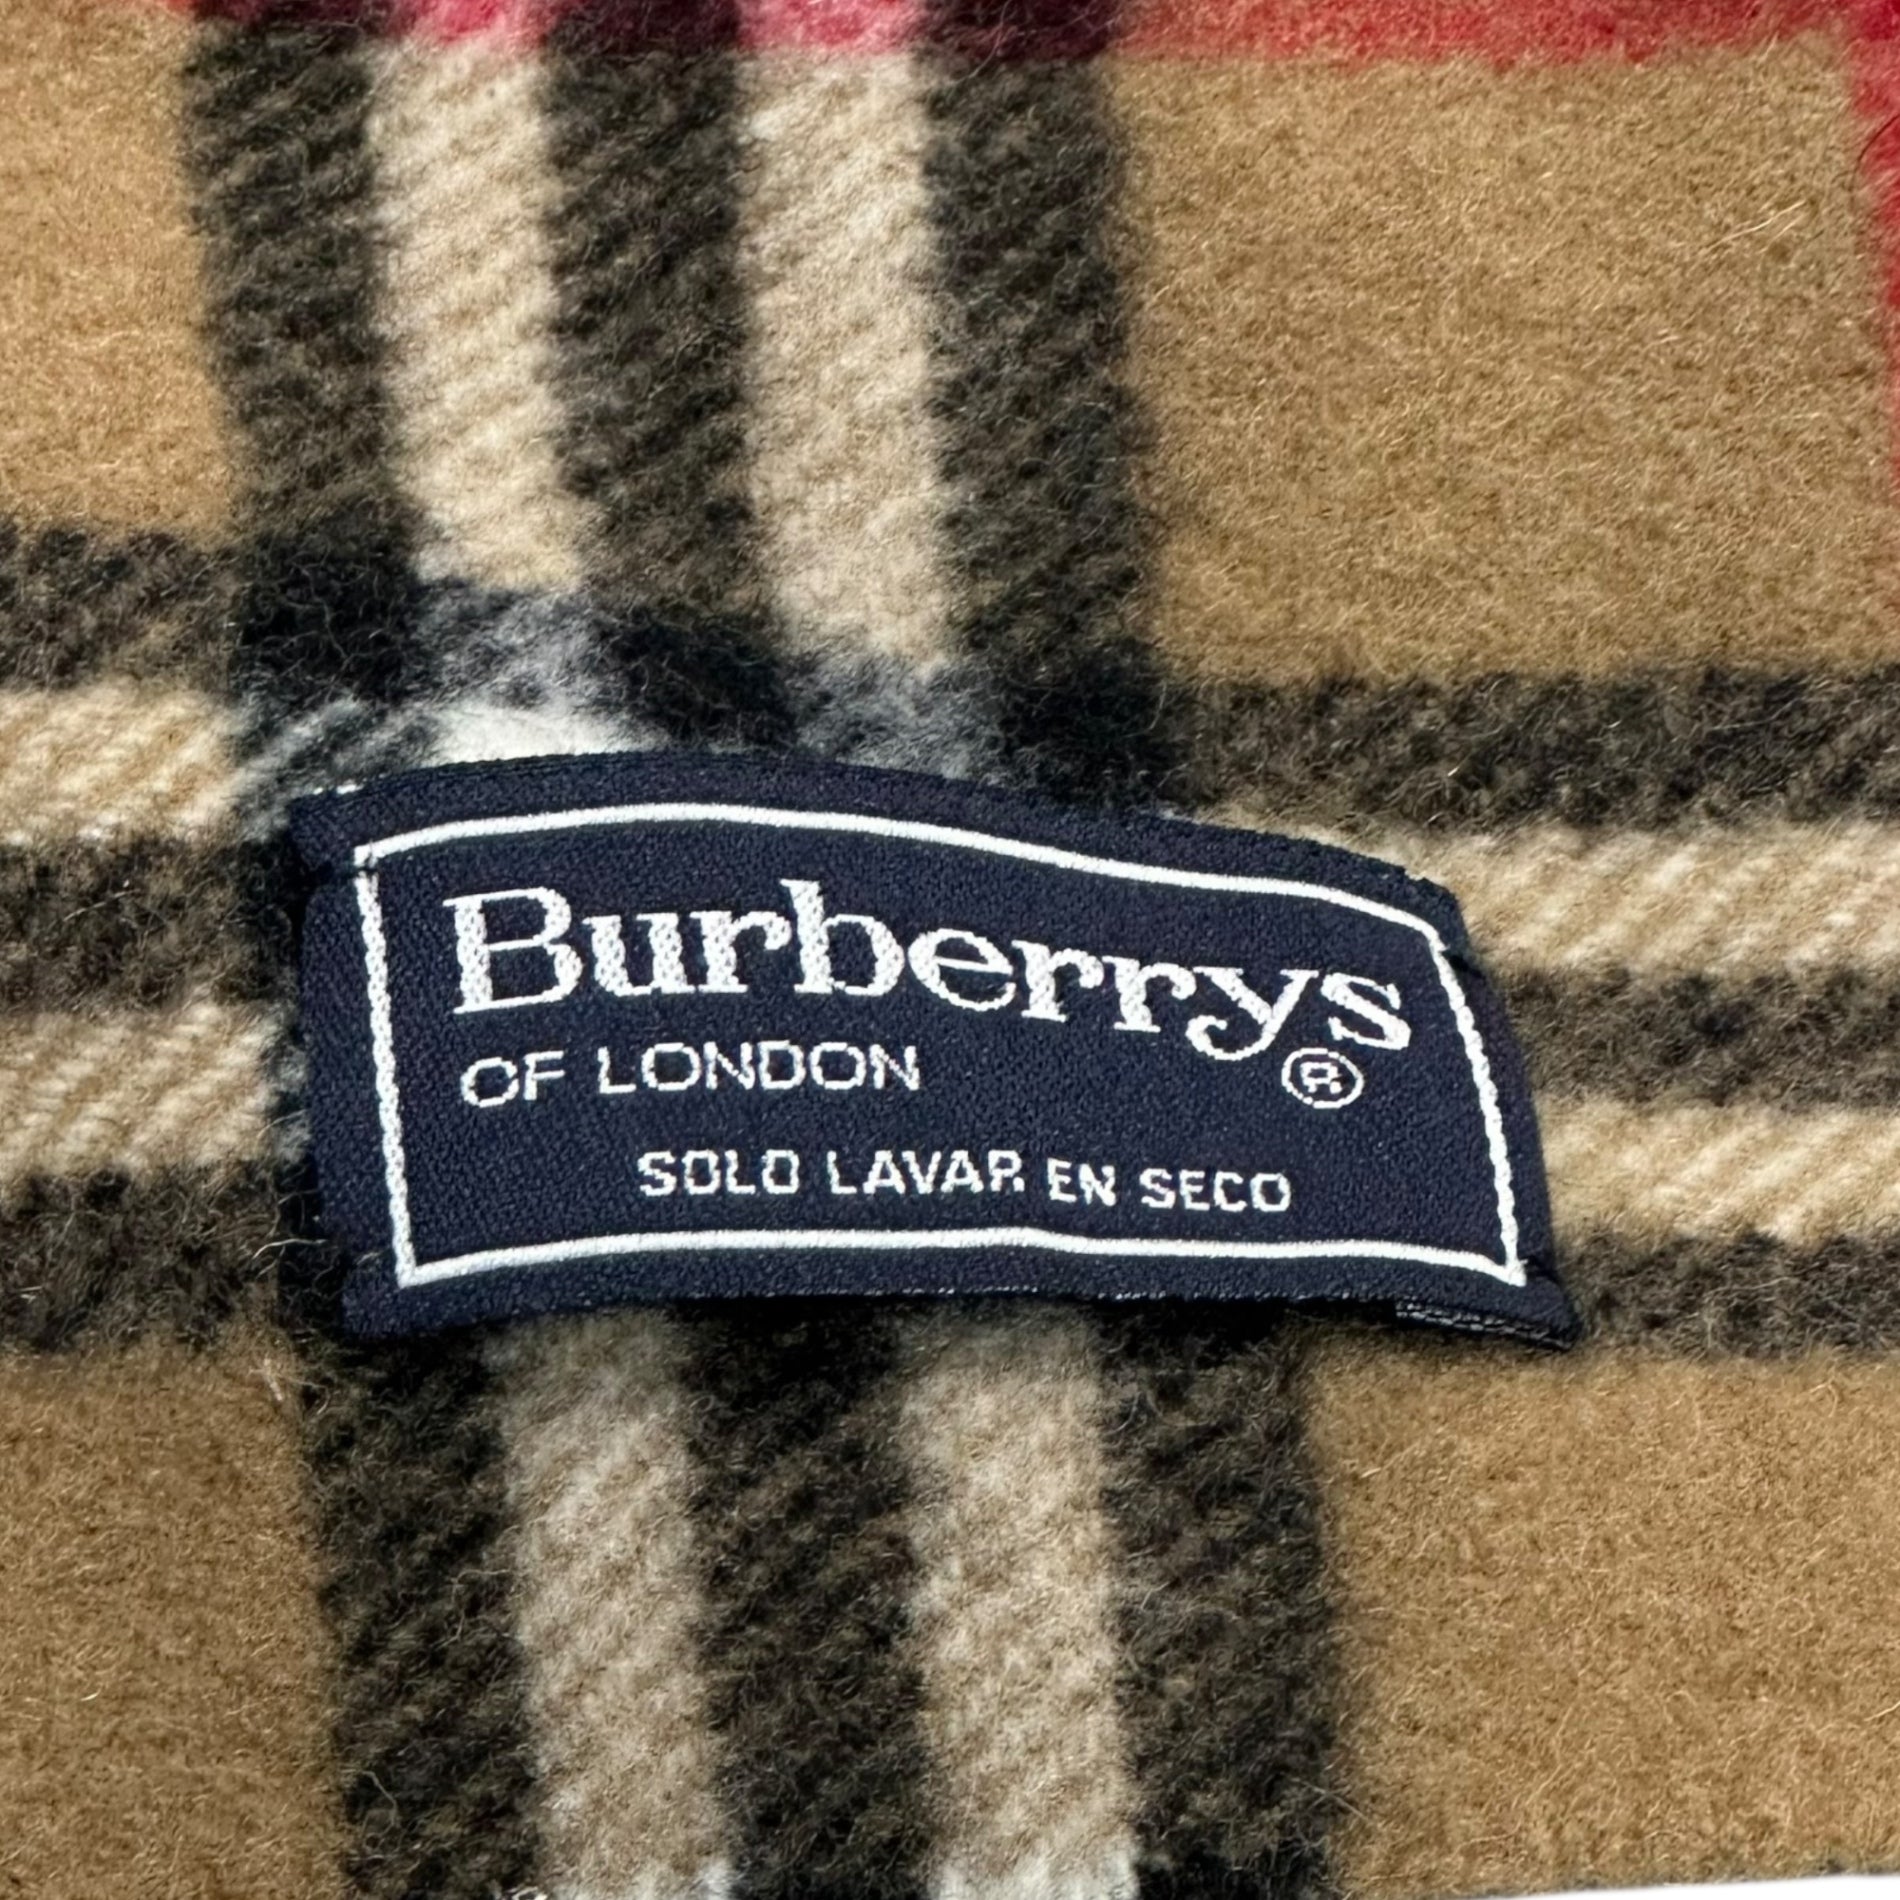 Burberrys
OF LONDON ®
SOLO LAVAR EN SECO